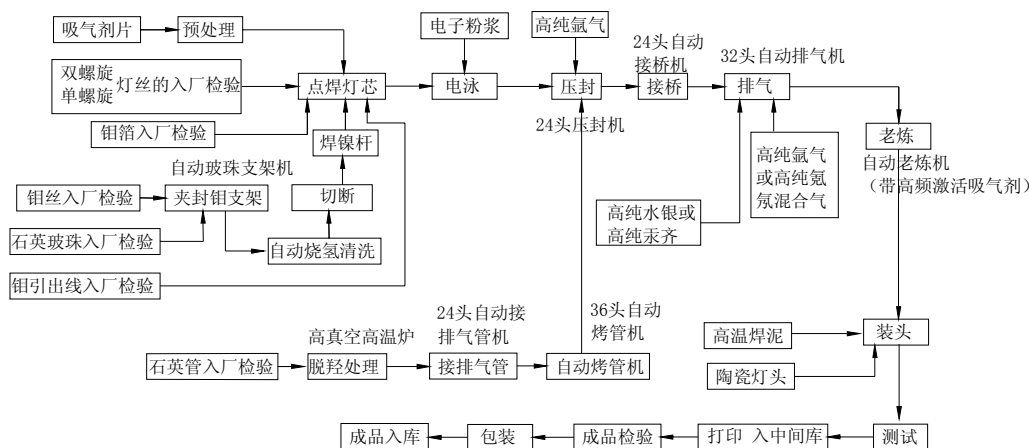 吸气剂片
预处理
电子粉浆
高纯氩气
24头自动
接桥机
32头自动排气机
双螺旋
单螺旋
灯丝的入厂检验
点焊灯芯
电泳
压封
接桥
排气
24头压封机
钼箔入厂检验
焊镍杆
老炼
自动老炼机
（带高频激活吸气剂）
高纯氩气
或高纯氨
氖混合气
自动玻珠支架机
钼丝入厂检验
夹封钼支架
切断
高纯水银或
高纯汞齐
石英玻珠入厂检验
自动烧氢清洗
钼引出线入厂检验
36头自动
烤管机
24头自动接
排气管机
高真空高温炉
石英管入厂检验
脱羟处理
接排气管
自动烤管机
高温焊泥
装头
陶瓷灯头
成品入库
包装
成品检验
打印 入中间库
测试